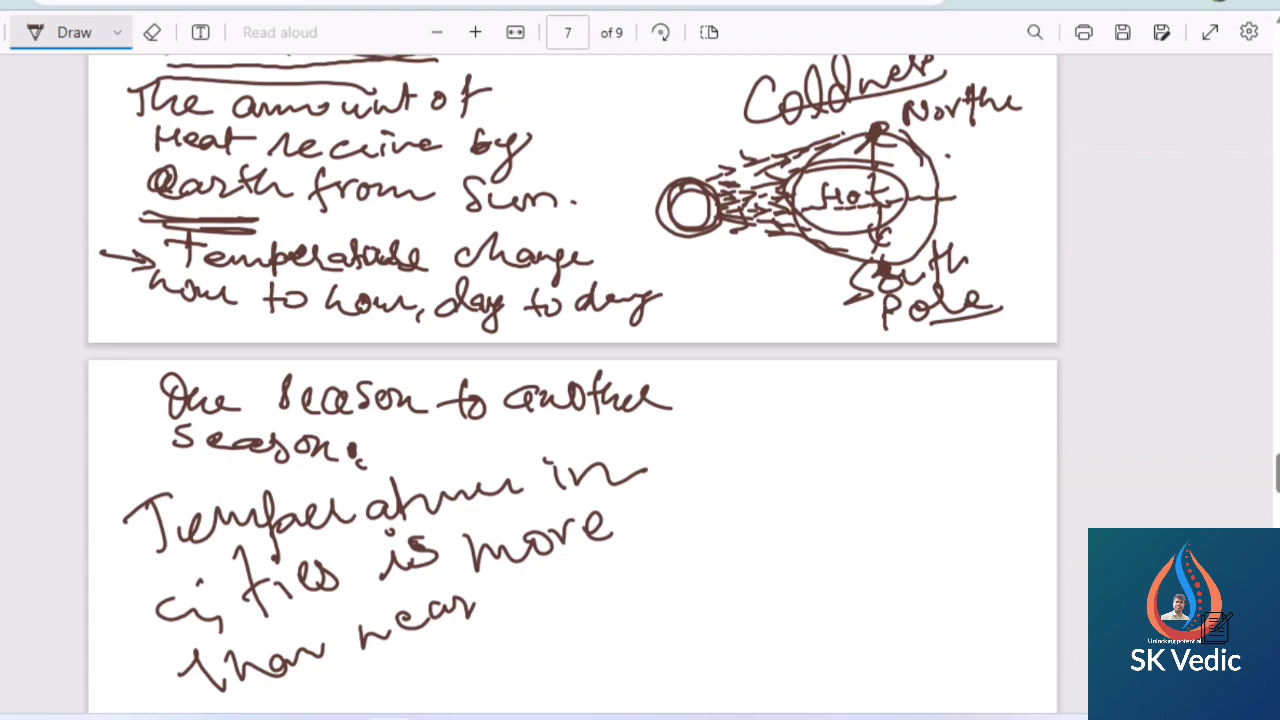 Draw
Read aloud
7
of 9
The amount of
Heat receive by
earth from Sun.
Temperature change
hour to hour, day to day
Coldness
Northe
Hot
South
Pole
One season to another
season.
Temperature in
cities is more
than near
Unlocking potential
SK Vedic